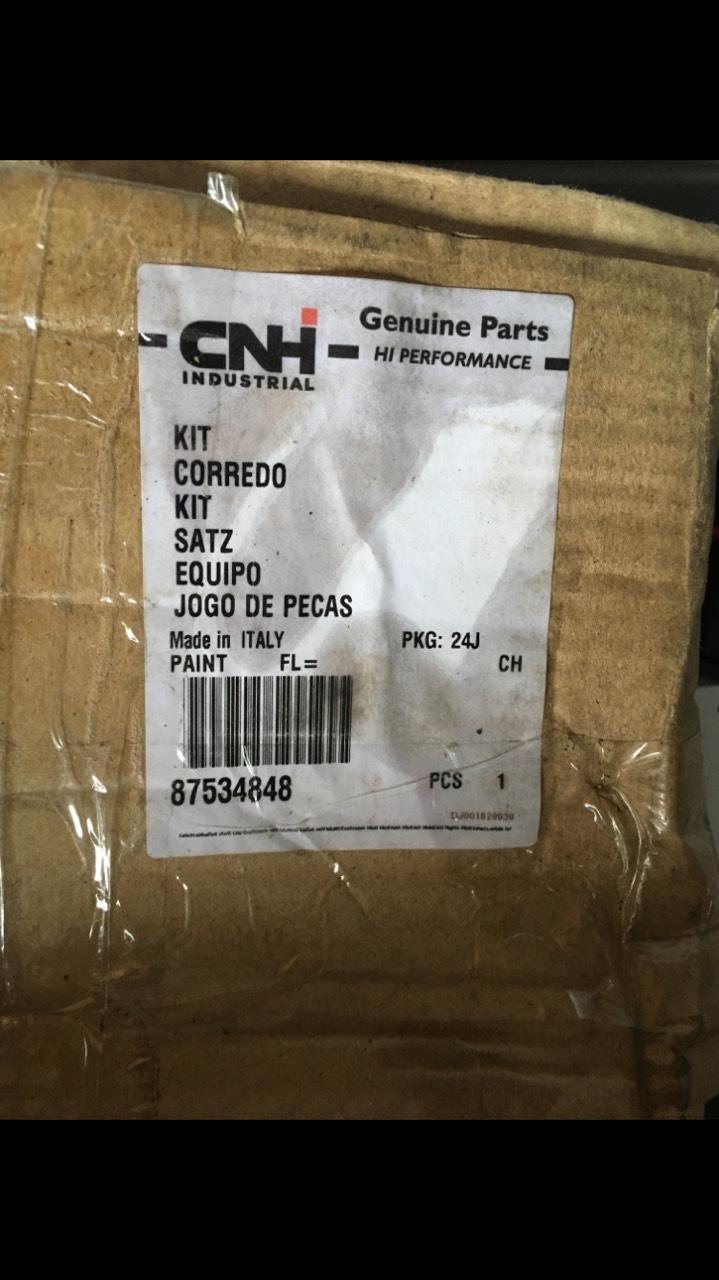 CNH
INDUSTRIAL
Genuine Parts
HI PERFORMANCE
KIT
CORREDO
KIT
SATZ
EQUIPO
JOGO DE PECAS
Made in ITALY PKG: 24J
PAINT FL= CH
87534848 PCS 1